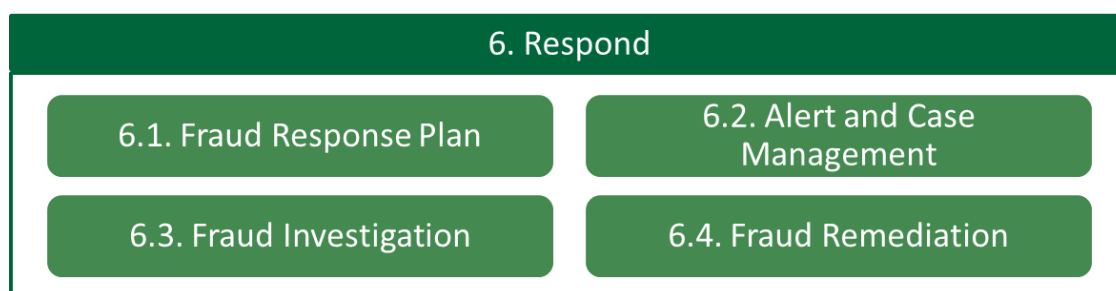 6. Respond
6.1. Fraud Response Plan
6.2. Alert and Case
Management
6.3. Fraud Investigation
6.4. Fraud Remediation